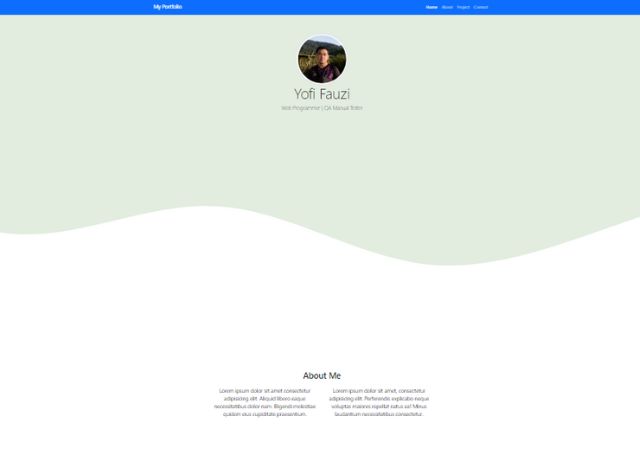 My Portfolio
Home About Project Contact
Yofi Fauzi
Web Programmer | QA Manual Tester
About Me
Lorem ipsum dolor sit amet consectetur
adipisicing elit. Aliquid libero eaque
necessitatibus dolor nam. Eligendi molestiae
quidem eius cupiditate praesentium.
Lorem ipsum dolor sit amet, consectetur
adipisicing elit. Perferendis explicabo neque
voluptas maiores repellat natus ea! Minus
laudantium necessitatibus consectetur.